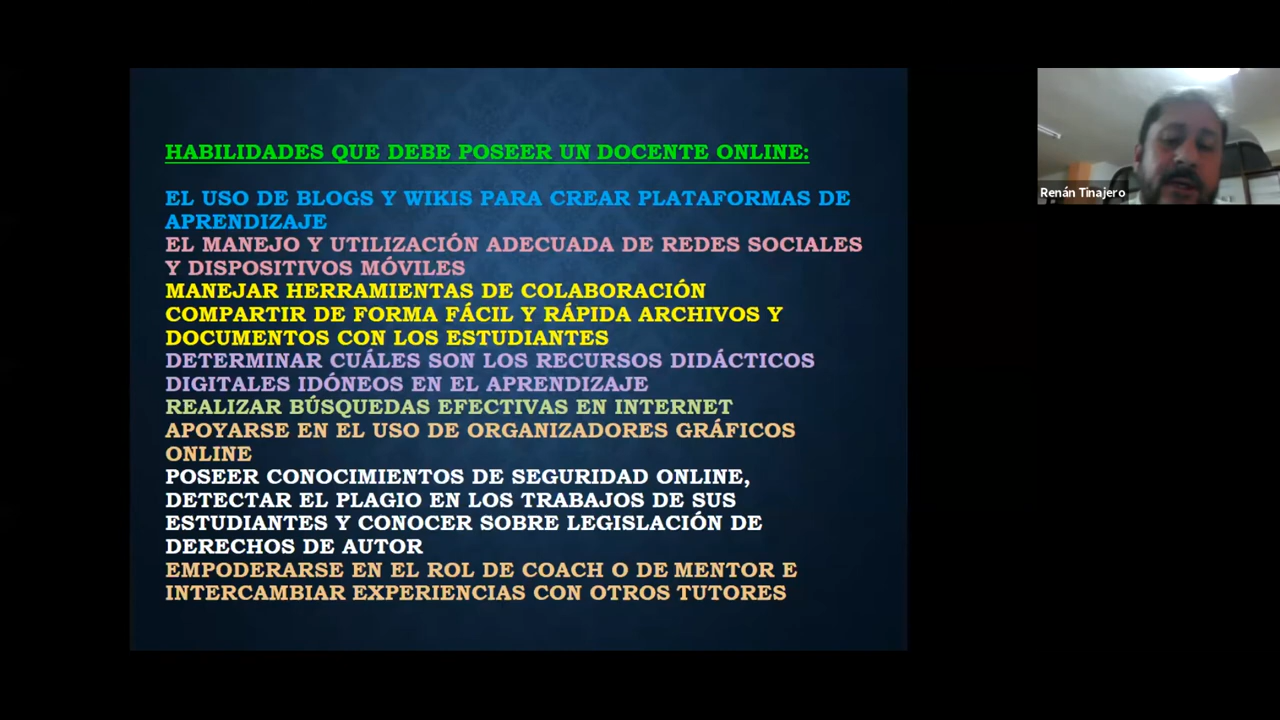 HABILIDADES QUE DEBE POSEER UN DOCENTE ONLINE:
EL USO DE BLOGS Y WIKIS PARA CREAR PLATAFORMAS DE
APRENDIZAJE
EL MANEJO Y UTILIZACIÓN ADECUADA DE REDES SOCIALES
Y DISPOSITIVOS MÓVILES
MANEJAR HERRAMIENTAS DE COLABORACIÓN
COMPARTIR DE FORMA FÁCIL Y RÁPIDA ARCHIVOS Y
DOCUMENTOS CON LOS ESTUDIANTES
DETERMINAR CUÁLES SON LOS RECURSOS DIDÁCTICOS
DIGITALES IDÓNEOS EN EL APRENDIZAJE
REALIZAR BÚSQUEDAS EFECTIVAS EN INTERNET
APOYARSE EN EL USO DE ORGANIZADORES GRÁFICOS
ONLINE
POSEER CONOCIMIENTOS DE SEGURIDAD ONLINE,
DETECTAR EL PLAGIO EN LOS TRABAJOS DE SUS
ESTUDIANTES Y CONOCER SOBRE LEGISLACIÓN DE
DERECHOS DE AUTOR
EMPODERARSE EN EL ROL DE COACH O DE MENTOR E
INTERCAMBIAR EXPERIENCIAS CON OTROS TUTORES
Renán Tinajero